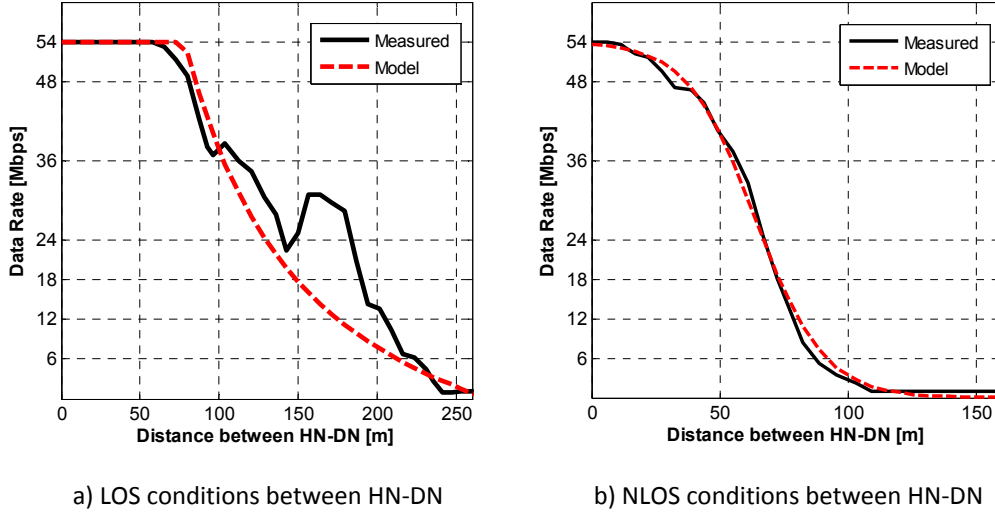 54
48
36
24
18
12
6
Data Rate [Mbps]
Measured
Model
0
50
100
150
200
250
Distance between HN-DN [m]
a) LOS conditions between HN-DN
54
48
36
24
18
12
6
Data Rate [Mbps]
Measured
Model
0
50
100
150
Distance between HN-DN [m]
b) NLOS conditions between HN-DN